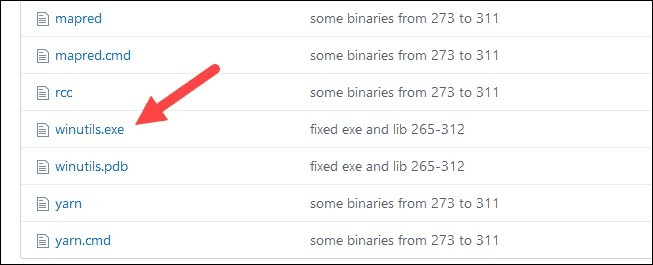 mapred some binaries from 273 to 311
mapred.cmd some binaries from 273 to 311
rcc some binaries from 273 to 311
winutils.exe fixed exe and lib 265-312
winutils.pdb fixed exe and lib 265-312
yarn some binaries from 273 to 311
yarn.cmd some binaries from 273 to 311